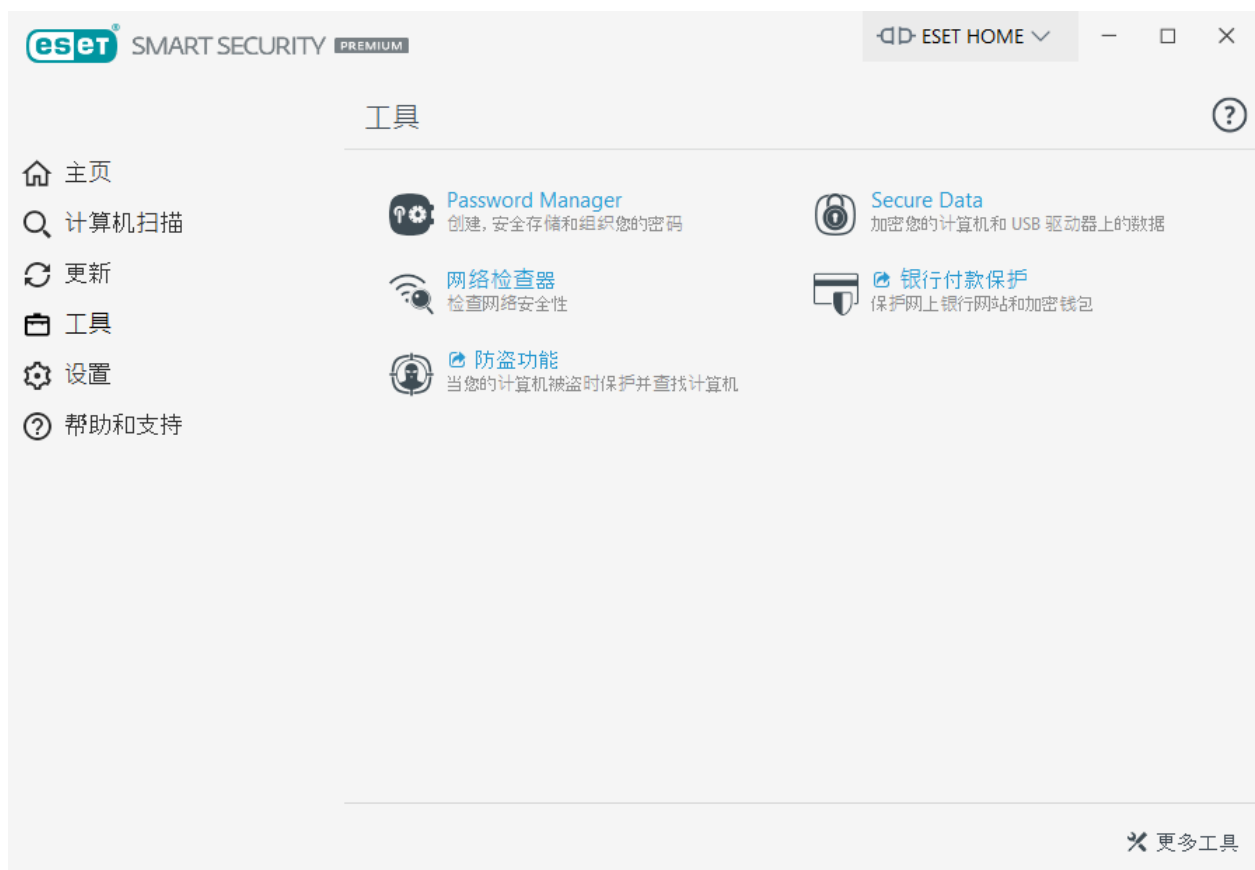 eset® SMART SECURITY PREMIUM
ESET HOME
工具
主页
计算机扫描
更新
工具
设置
帮助和支持
Password Manager
创建, 安全存储和组织您的密码
Secure Data
加密您的计算机和 USB 驱动器上的数据
网络检查器
检查网络安全性
银行付款保护
保护网上银行网站和加密钱包
防盗功能
当您的计算机被盗时保护并查找计算机
更多工具